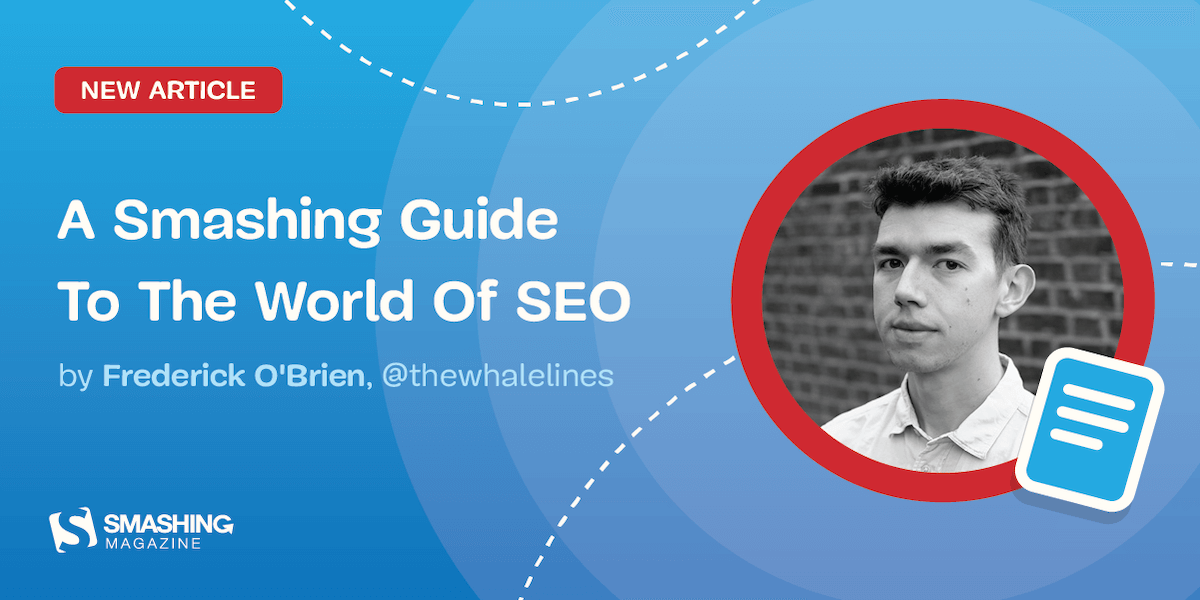 NEW ARTICLE
A Smashing Guide
To The World Of SEO
by Frederick O'Brien, @thewhalelines
SMASHING
MAGAZINE